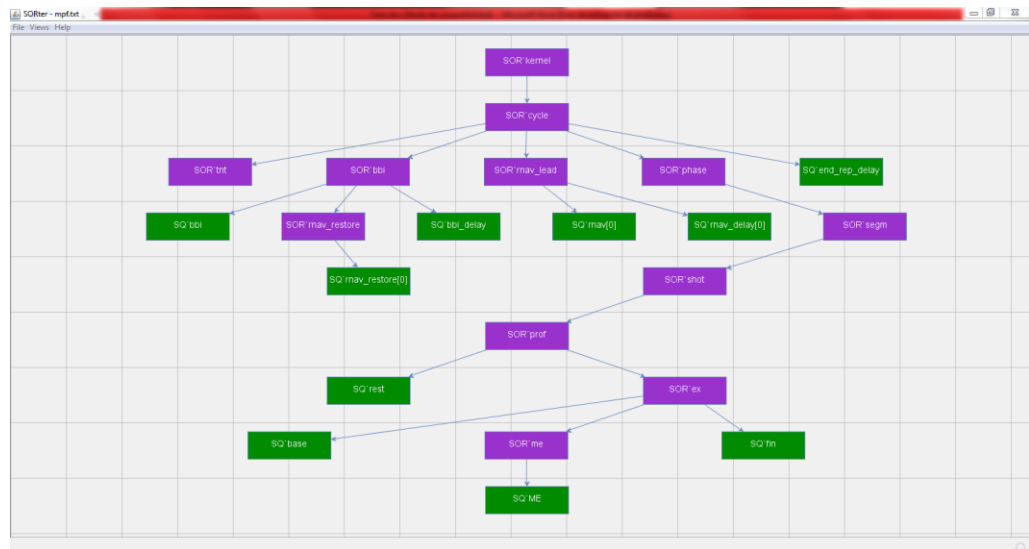 SORter - mpf.txt
File Views Help
SOR`kernel
SOR`cycle
SOR`tnt
SOR`bbi
SOR`rnav_lead
SOR`phase
SQ`end_rep_delay
SQ`bbi
SOR`rnav_restore
SQ`bbi_delay
SQ`rnav[0]
SQ`rnav_delay[0]
SOR`segm
SQ`rnav_restore[0]
SOR`shot
SOR`prof
SQ`rest
SOR`ex
SQ`base
SOR`me
SQ`fin
SQ`ME